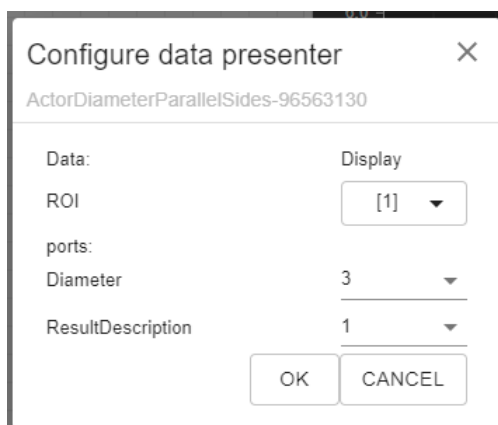 Configure data presenter
ActorDiameterParallelSides-96563130
Data: Display
ROI [1]
ports:
Diameter 3
ResultDescription 1
OK CANCEL